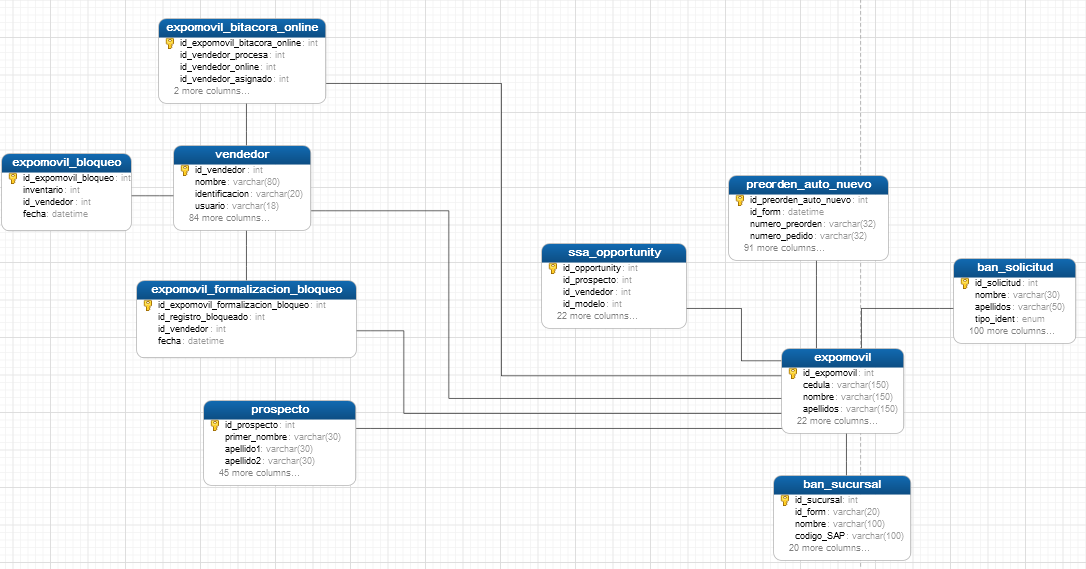 expomovil_bitacora_online
id_expomovil_bitacora_online : int
id_vendedor_procesa : int
id_vendedor_online : int
id_vendedor_asignado : int
2 more columns...
vendedor
id_vendedor : int
nombre : varchar(80)
identificacion : varchar(20)
usuario : varchar(18)
84 more columns...
expomovil_bloqueo
id_expomovil_bloqueo : int
inventario : int
id_vendedor : int
fecha : datetime
preorden_auto_nuevo
id_preorden_auto_nuevo : int
id_form : datetime
numero_preorden : varchar(32)
numero_pedido : varchar(32)
91 more columns...
ssa_opportunity
id_opportunity : int
id_prospecto : int
id_vendedor : int
id_modelo : int
22 more columns...
ban_solicitud
id_solicitud : int
nombre : varchar(30)
apellidos : varchar(50)
tipo_ident : enum
100 more columns...
expomovil_formalizacion_bloqueo
id_expomovil_formalizacion_bloqueo : int
id_registro_bloqueado : int
id_vendedor : int
fecha : datetime
expomovil
id_expomovil : int
cedula : varchar(150)
nombre : varchar(150)
apellidos : varchar(150)
22 more columns...
prospecto
id_prospecto : int
primer_nombre : varchar(30)
apellido1 : varchar(30)
apellido2 : varchar(30)
45 more columns...
ban_sucursal
id_sucursal : int
id_form : varchar(20)
nombre : varchar(100)
codigo_SAP : varchar(100)
20 more columns...